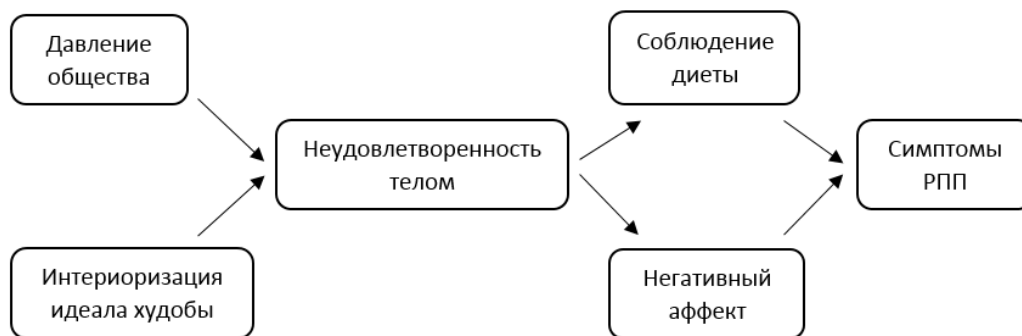 Давление
общества
Соблюдение
диеты
Неудовлетворенность
телом
Симптомы
РПП
Интериоризация
идеала худобы
Негативный
аффект